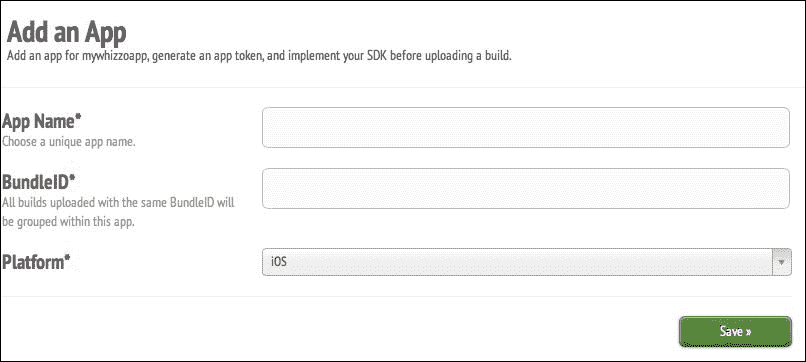 Add an App
Add an app for mywhizzoapp, generate an app token, and implement your SDK before uploading a build.
App Name*
Choose a unique app name.
BundleID*
All builds uploaded with the same BundleID will
be grouped within this app.
Platform*
iOS
Save »